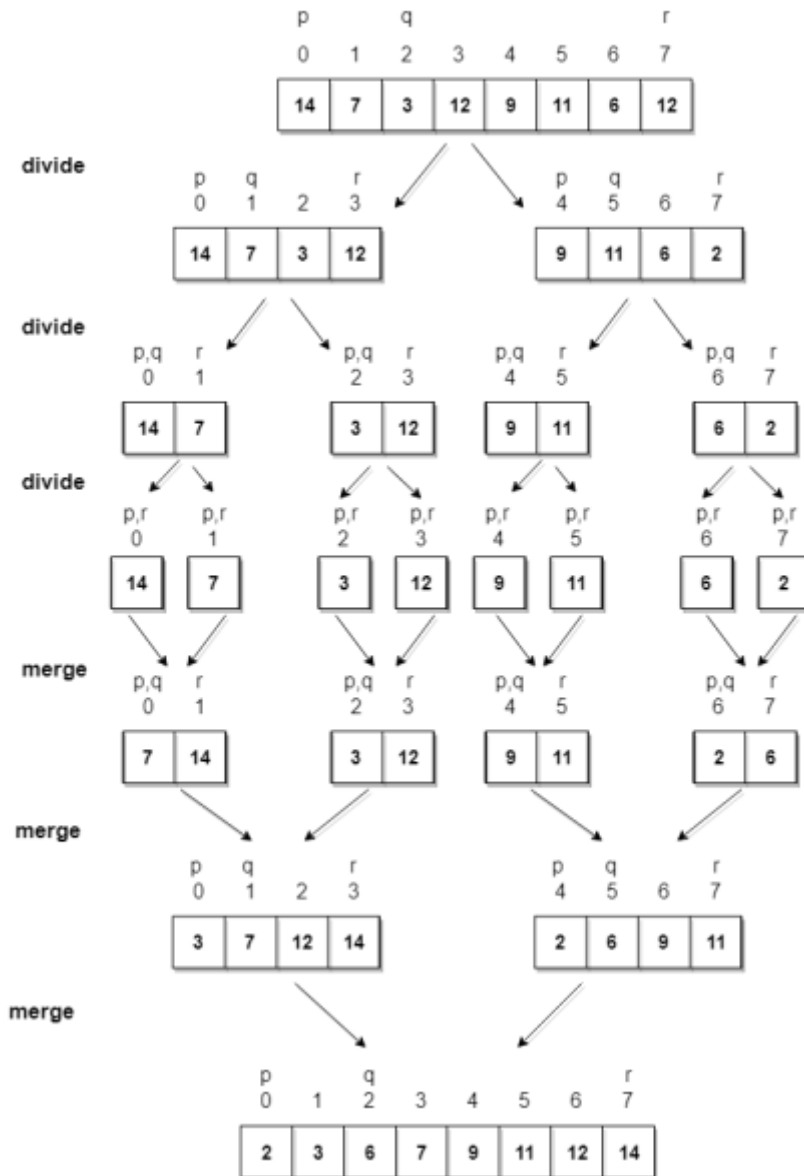 p q r
0 1 2 3 4 5 6 7
14 7 3 12 9 11 6 12
divide
p q r p q r
0 1 2 3 4 5 6 7
14 7 3 12 9 11 6 2
divide
p,q r p,q r p,q r p,q r
0 1 2 3 4 5 6 7
14 7 3 12 9 11 6 2
divide
p,r p,r p,r p,r p,r p,r p,r p,r
0 1 2 3 4 5 6 7
14 7 3 12 9 11 6 2
merge
p,q r p,q r p,q r p,q r
0 1 2 3 4 5 6 7
7 14 3 12 9 11 2 6
merge
p q r p q r
0 1 2 3 4 5 6 7
3 7 12 14 2 6 9 11
merge
p q r
0 1 2 3 4 5 6 7
2 3 6 7 9 11 12 14